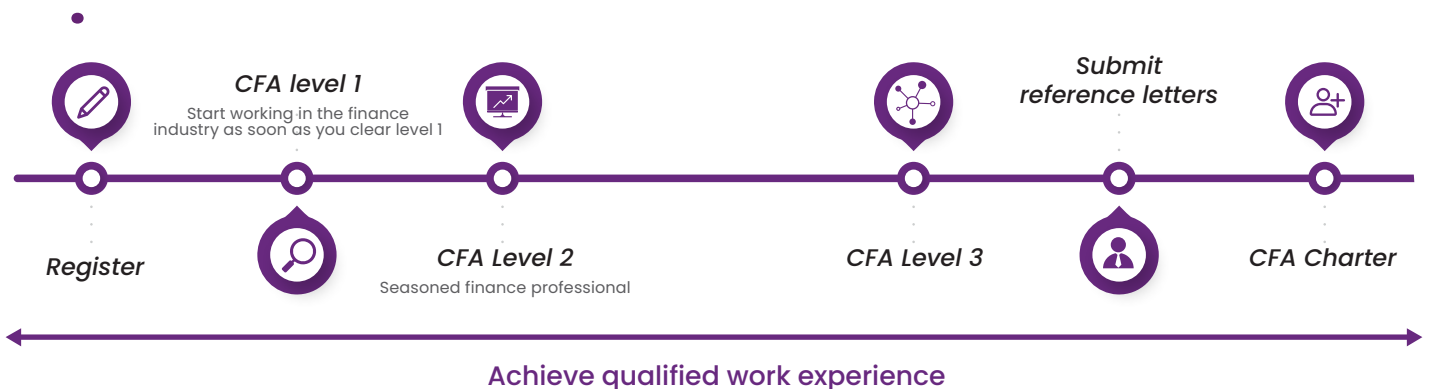 Register
CFA level 1
Start working in the finance
industry as soon as you clear level 1
CFA Level 2
Seasoned finance professional
CFA Level 3
Submit
reference letters
CFA Charter
Achieve qualified work experience